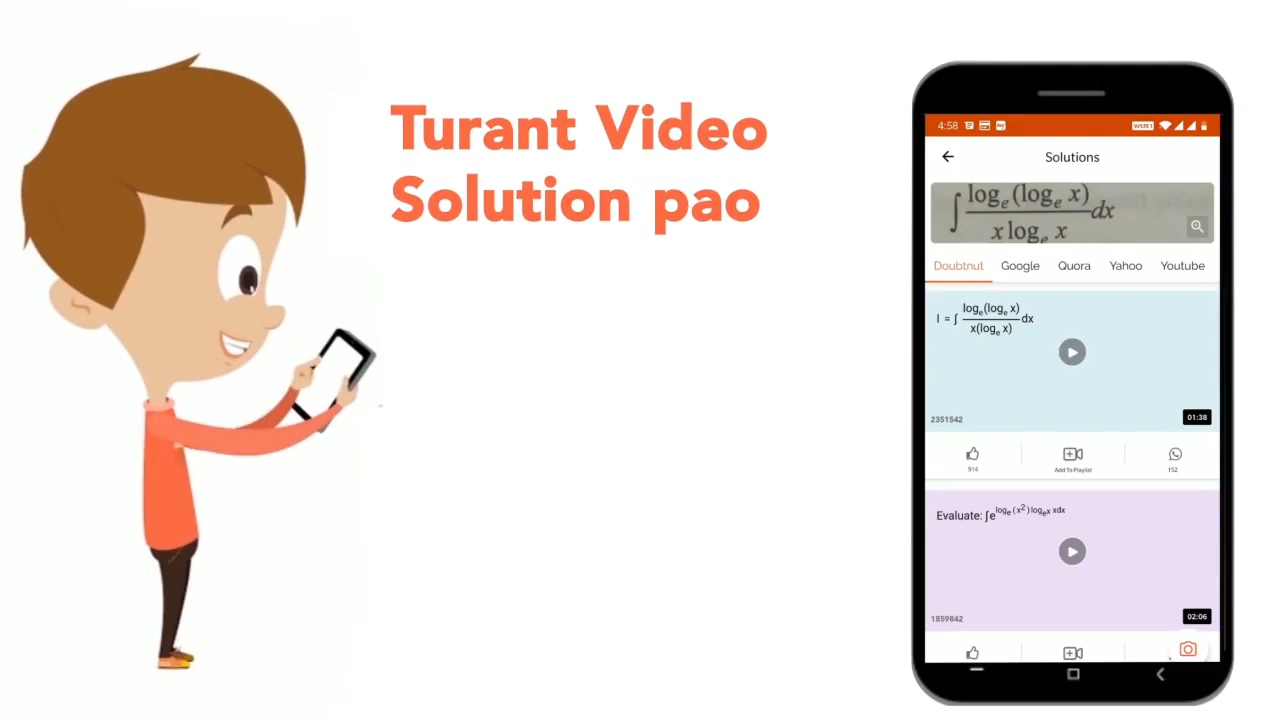 Turant Video
Solution pao
4:58
VoLTE1
Solutions
∫ logₑ(logₑ x) / x logₑ x dx
Doubtnut Google Quora Yahoo Youtube
I = ∫ logₑ(logₑ x) / x(logₑ x) dx
2351542 01:38
914 Add To Playlist 152
Evaluate: ∫e^logₑ(x²)logₑx xdx
1859842 02:06